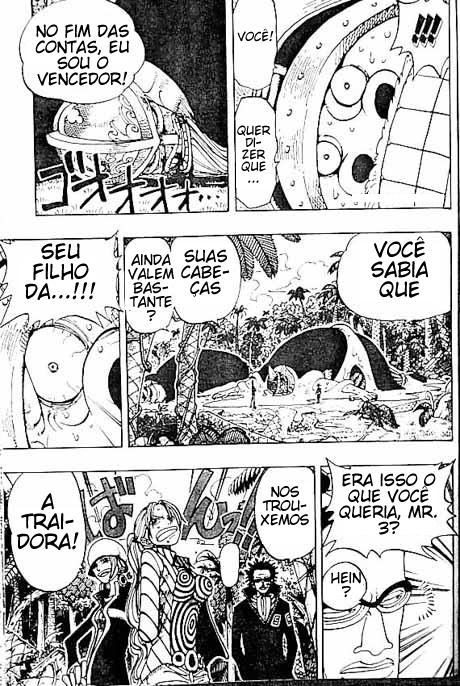 !!!
VOCÊ!
QUER
DI
ZER
QUE
...
NO FIM DAS
CONTAS, EU
SOU O
VENCEDOR!
VOCÊ
SABIA
QUE
SUAS
CABE-
ÇAS
AINDA
VALEM
BAS-
TANTE
?
SEU
FILHO
DA...!!!
ERA ISSO O
QUE VOCÊ
QUERIA, MR.
3?
HEIN
?
NOS
TROU-
XEMOS
ばん!!
A
TRAI-
DORA!